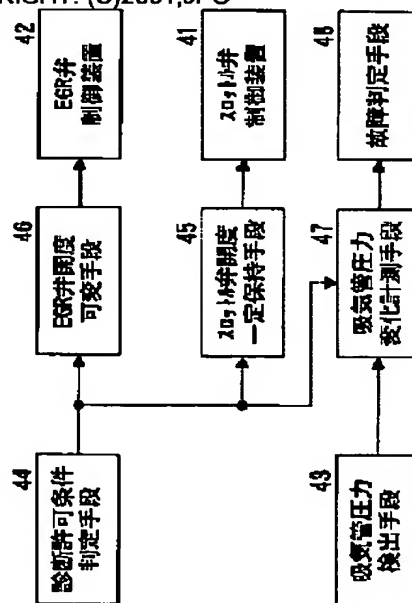 RIGHT: (C)2001,JPO
44
診断許可条件
判定手段
46
EGR弁開度
可変手段
42
EGR弁
制御装置
45
ｽﾛｯﾄﾙ弁開度
一定保持手段
41
ｽﾛｯﾄﾙ弁
制御装置
43
吸気管圧力
検出手段
47
吸気管圧力
変化計測手段
48
故障判定手段